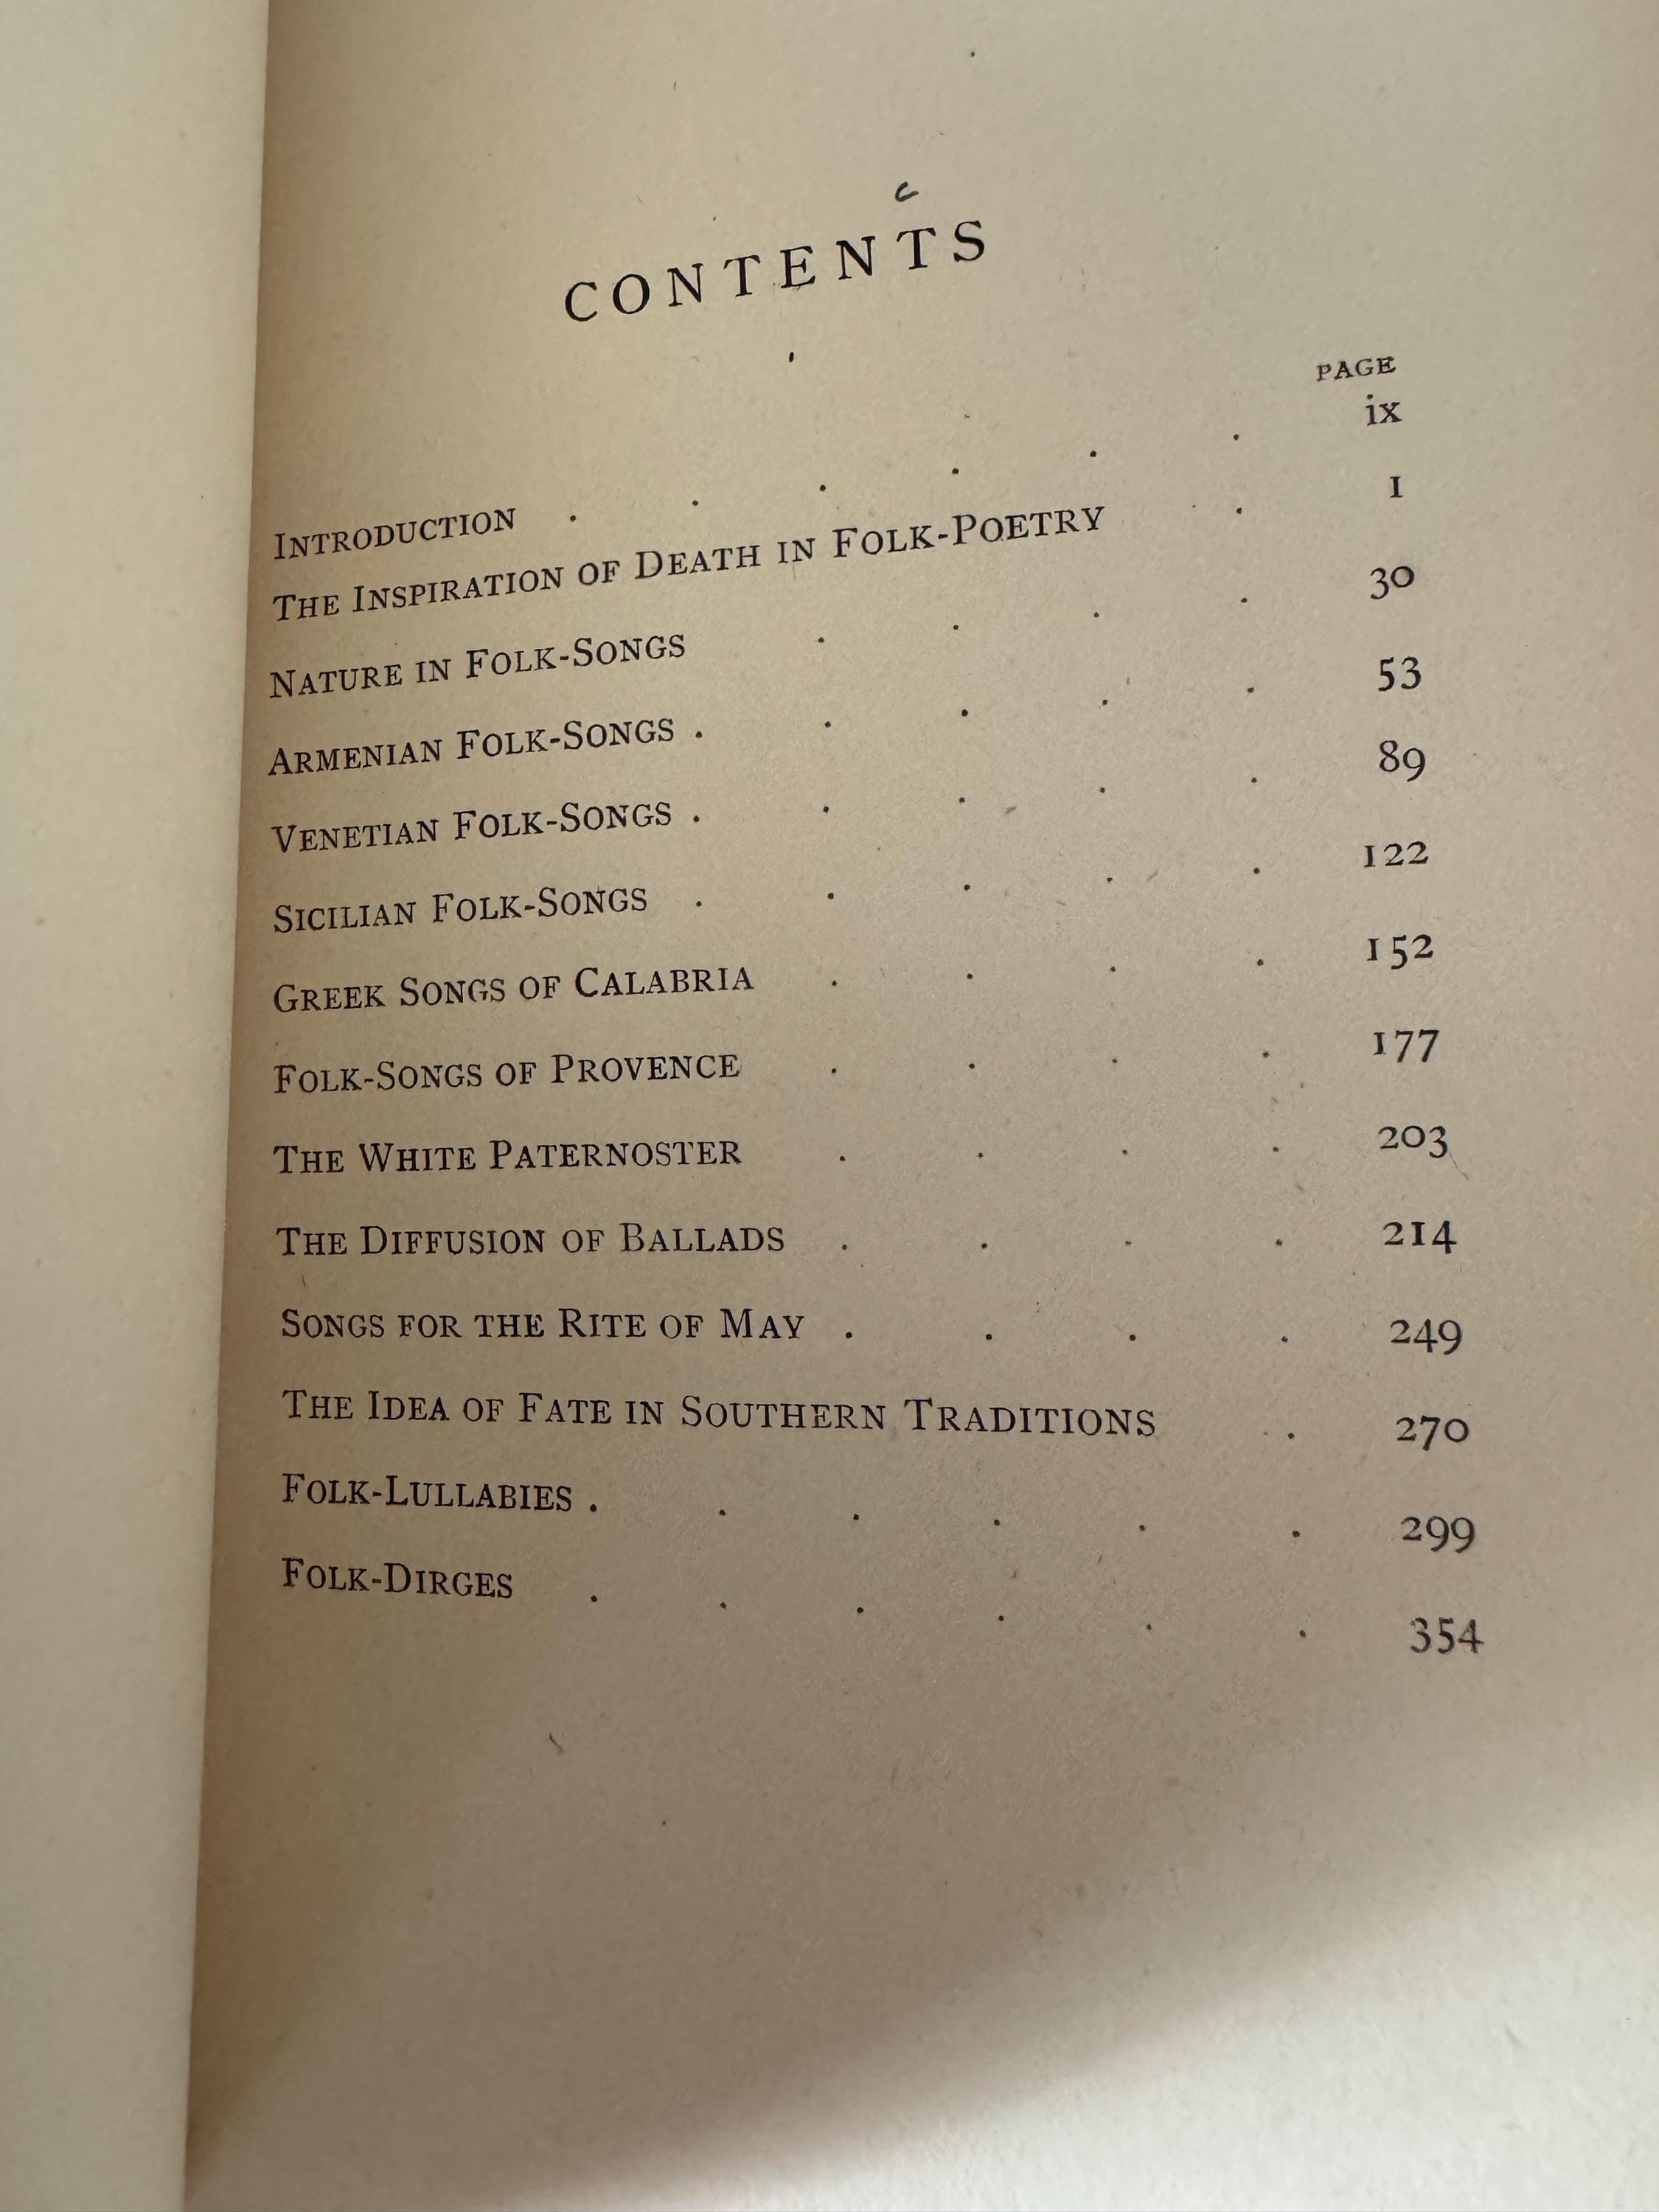 CONTENTS
PAGE
INTRODUCTION . . . . . . ix
THE INSPIRATION OF DEATH IN FOLK-POETRY . 1
NATURE IN FOLK-SONGS . . . . 30
ARMENIAN FOLK-SONGS . . . . . 53
VENETIAN FOLK-SONGS . . . . . 89
SICILIAN FOLK-SONGS . . . . . 122
GREEK SONGS OF CALABRIA . . . . 152
FOLK-SONGS OF PROVENCE . . . . 177
THE WHITE PATERNOSTER . . . . 203
THE DIFFUSION OF BALLADS . . . . 214
SONGS FOR THE RITE OF MAY . . . . 249
THE IDEA OF FATE IN SOUTHERN TRADITIONS . 270
FOLK-LULLABIES . . . . . . 299
FOLK-DIRGES . . . . . . 354